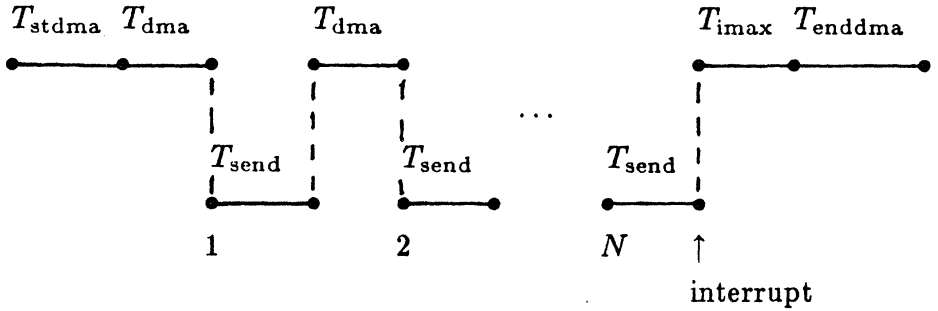 T_stdma T_dma T_dma T_imax T_enddma
...
T_send T_send T_send
1 2 N ↑
interrupt